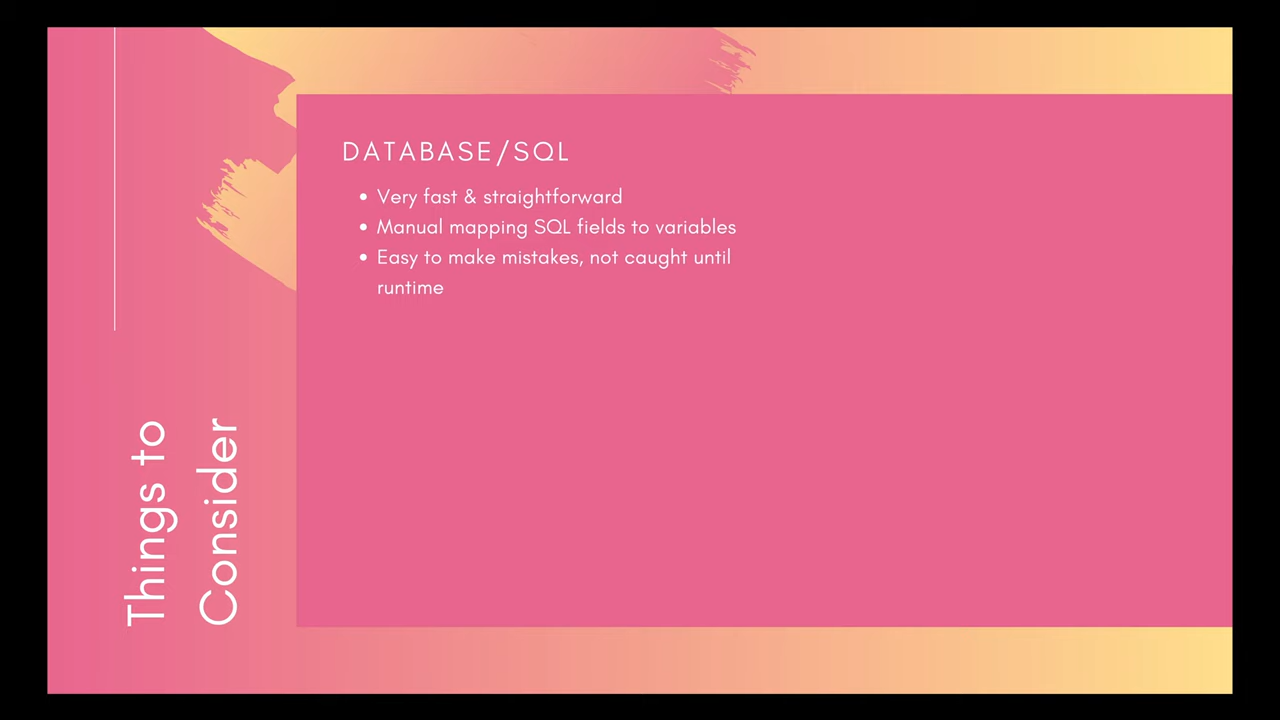 Things to
Consider
DATABASE/SQL
• Very fast & straightforward
• Manual mapping SQL fields to variables
• Easy to make mistakes, not caught until
runtime